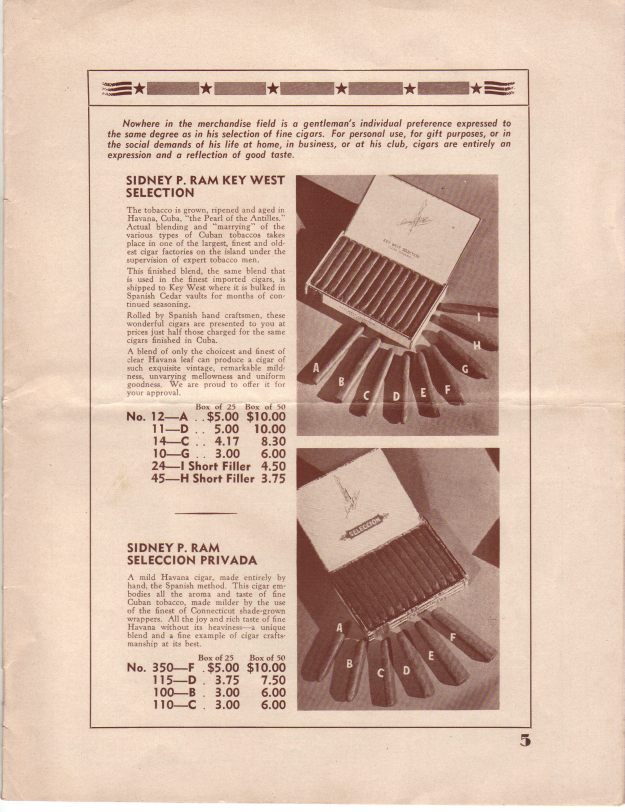 Nowhere in the merchandise field is a gentleman's individual preference expressed to
the same degree as in his selection of fine cigars. For personal use, for gift purposes, or in
the social demands of his life at home, in business, or at his club, cigars are entirely an
expression and a reflection of good taste.
SIDNEY P. RAM KEY WEST
SELECTION
The tobacco is grown, ripened and aged in
Havana, Cuba, "the Pearl of the Antilles."
Actual blending and "marrying" of the
various types of Cuban tobaccos takes
place in one of the largest, finest and old-
est cigar factories on the island under the
supervision of expert tobacco men.
This finished blend, the same blend that
is used in the finest imported cigars, is
shipped to Key West where it is bulked in
Spanish Cedar vaults for months of con-
tinued seasoning.
Rolled by Spanish hand craftsmen, these
wonderful cigars are presented to you at
prices just half those charged for the same
cigars finished in Cuba.
A blend of only the choicest and finest of
clear Havana leaf can produce a cigar of
such exquisite vintage, remarkable mild-
ness, unvarying mellowness and uniform
goodness. We are proud to offer it for
your approval.
Box of 25 Box of 50
No. 12—A . . $5.00 $10.00
11—D . . 5.00 10.00
14—C . . 4.17 8.30
10—G . . 3.00 6.00
24—I Short Filler 4.50
45—H Short Filler 3.75
KEY WEST SELECTION
A
B
C
D
E
F
G
H
I
SIDNEY P. RAM
SELECCION PRIVADA
A mild Havana cigar, made entirely by
hand, the Spanish method. This cigar em-
bodies all the aroma and taste of fine
Cuban tobacco, made milder by the use
of the finest of Connecticut shade-grown
wrappers. All the joy and rich taste of fine
Havana without its heaviness—a unique
blend and a fine example of cigar crafts-
manship at its best.
Box of 25 Box of 50
No. 350—F . $5.00 $10.00
115—D . 3.75 7.50
100—B . 3.00 6.00
110—C . 3.00 6.00
SELECCION
A
B
C
D
E
F
5